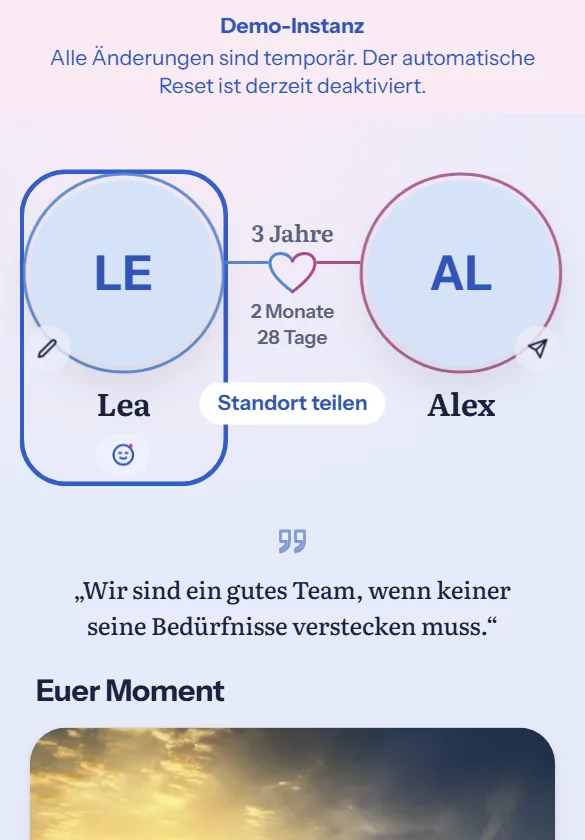 Demo-Instanz
Alle Änderungen sind temporär. Der automatische
Reset ist derzeit deaktiviert.
LE
3 Jahre
2 Monate
28 Tage
AL
Lea
Standort teilen
Alex
„Wir sind ein gutes Team, wenn keiner
seine Bedürfnisse verstecken muss.“
Euer Moment